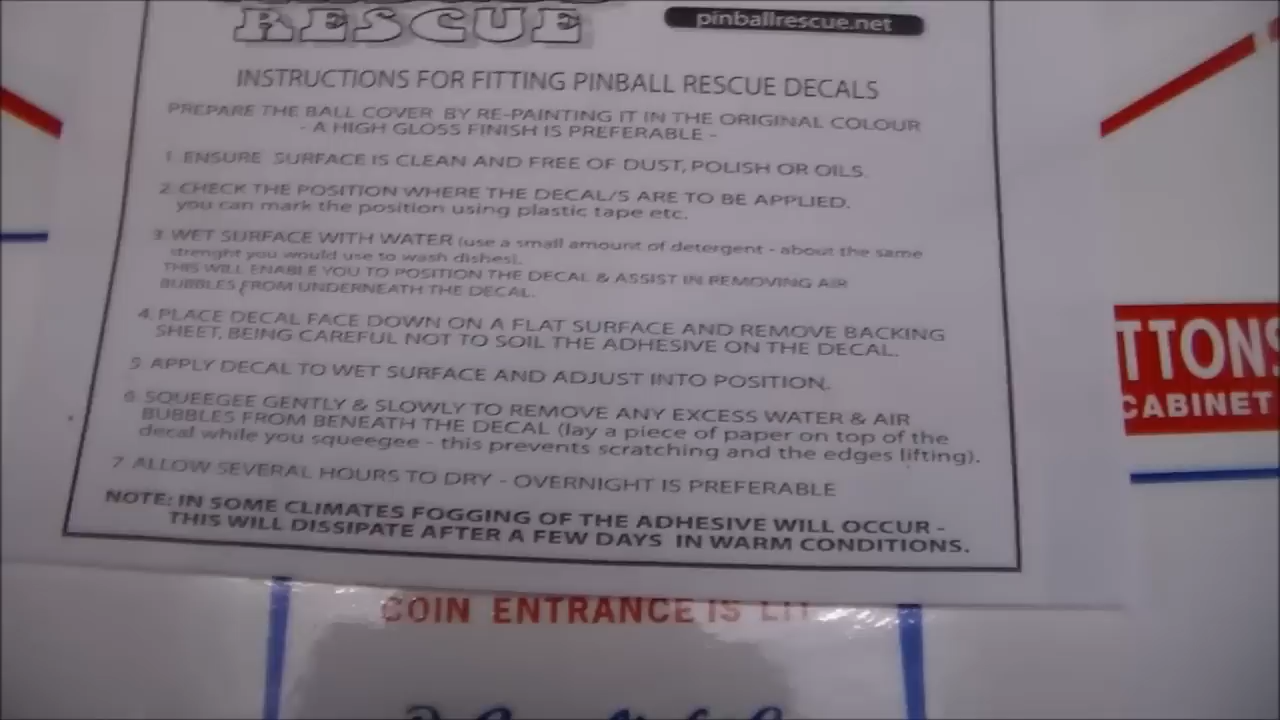 RESCUE
pinballrescue.net
INSTRUCTIONS FOR FITTING PINBALL RESCUE DECALS
PREPARE THE BALL COVER BY RE-PAINTING IT IN THE ORIGINAL COLOUR
- A HIGH GLOSS FINISH IS PREFERABLE -
1. ENSURE SURFACE IS CLEAN AND FREE OF DUST, POLISH OR OILS.
2. CHECK THE POSITION WHERE THE DECAL/S ARE TO BE APPLIED.
you can mark the position using plastic tape etc.
3. WET SURFACE WITH WATER (use a small amount of detergent - about the same
strenght you would use to wash dishes).
THIS WILL ENABLE YOU TO POSITION THE DECAL & ASSIST IN REMOVING AIR
BUBBLES FROM UNDERNEATH THE DECAL.
4. PLACE DECAL FACE DOWN ON A FLAT SURFACE AND REMOVE BACKING
SHEET, BEING CAREFUL NOT TO SOIL THE ADHESIVE ON THE DECAL.
5. APPLY DECAL TO WET SURFACE AND ADJUST INTO POSITION.
6. SQUEEGEE GENTLY & SLOWLY TO REMOVE ANY EXCESS WATER & AIR
BUBBLES FROM BENEATH THE DECAL (lay a piece of paper on top of the
decal while you squeegee - this prevents scratching and the edges lifting).
7. ALLOW SEVERAL HOURS TO DRY - OVERNIGHT IS PREFERABLE
NOTE: IN SOME CLIMATES FOGGING OF THE ADHESIVE WILL OCCUR -
THIS WILL DISSIPATE AFTER A FEW DAYS IN WARM CONDITIONS.
TTONS
CABINET
COIN ENTRANCE IS LIT